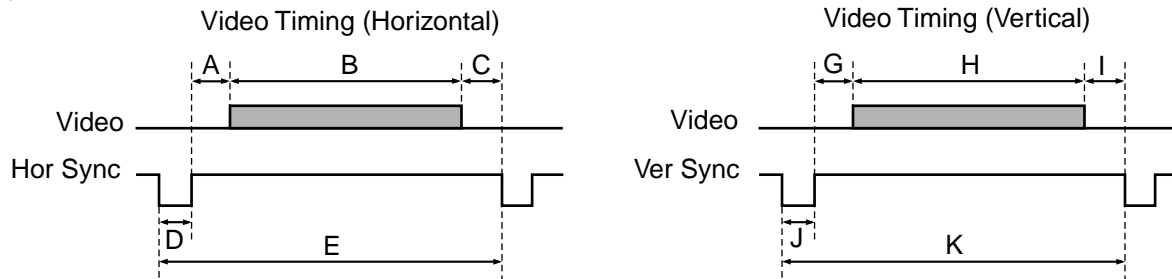 Video Timing (Horizontal)
A B C
Video
Hor Sync
D
E
Video Timing (Vertical)
G H I
Video
Ver Sync
J
K